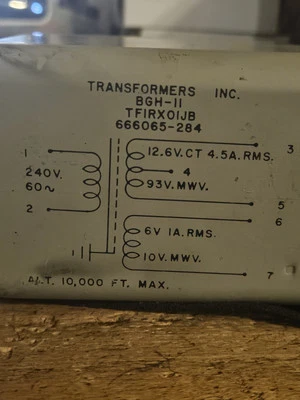 TRANSFORMERS INC.
BGH-11
TF1RX01JB
666065-284
1
240V.
60~
2
12.6V.CT 4.5A.RMS.
3
4
93V.MWV.
5
6
6V 1A.RMS.
10V.MWV.
7
ALT. 10,000 FT. MAX.